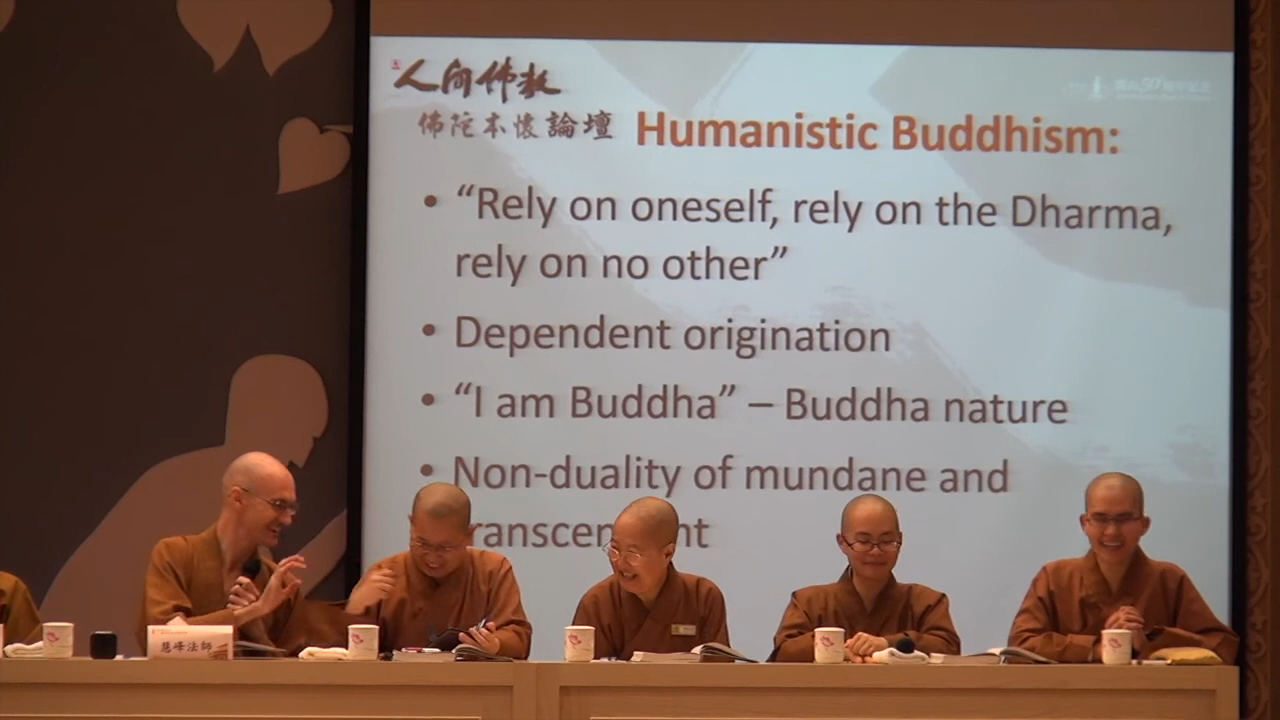 人間佛教
佛陀本懷論壇
Humanistic Buddhism:
• “Rely on oneself, rely on the Dharma,
rely on no other”
• Dependent origination
• “I am Buddha” – Buddha nature
• Non-duality of mundane and
慧峰法師